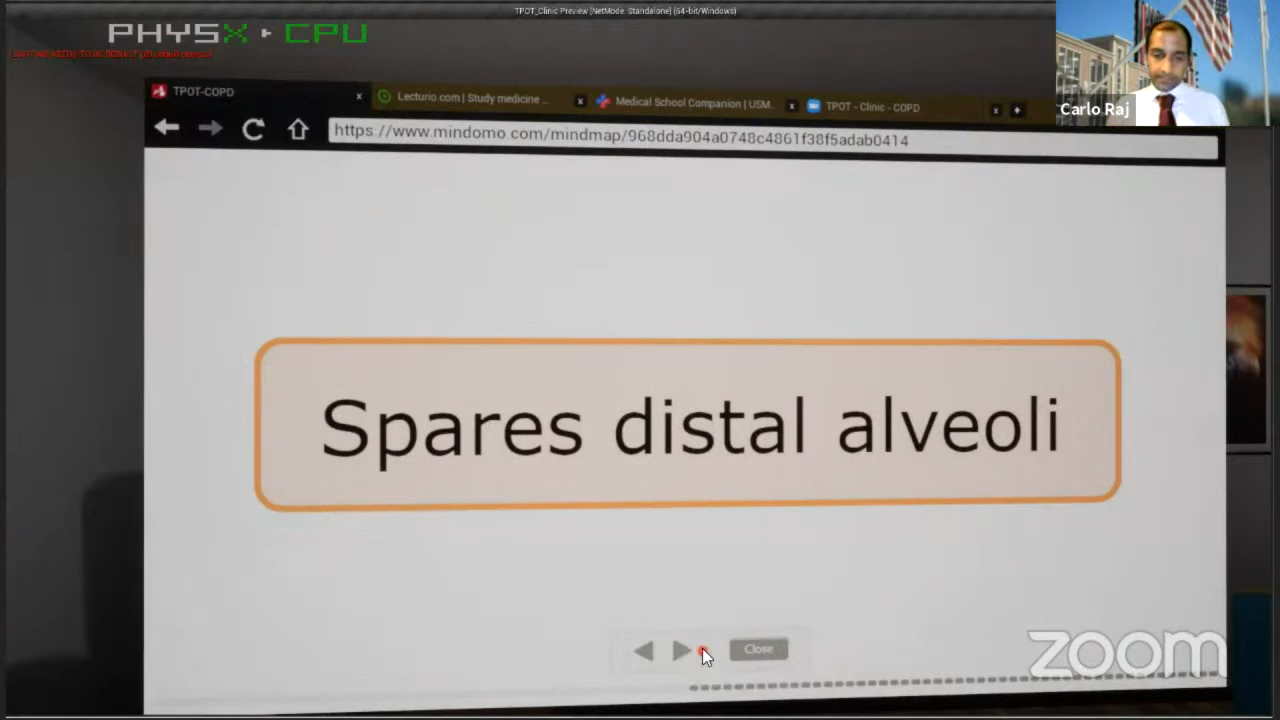 TPOT_Clinic Preview [NetMode: Standalone] (64-bit/Windows)
PHYSX ▸ CPU
Carlo Raj
TPOT-COPD x
Lecturio.com | Study medicine ... x
Medical School Companion | USM... x
TPOT - Clinic - COPD x +
https://www.mindomo.com/mindmap/968dda904a0748c4861f38f5adab0414
Spares distal alveoli
Close
zoom